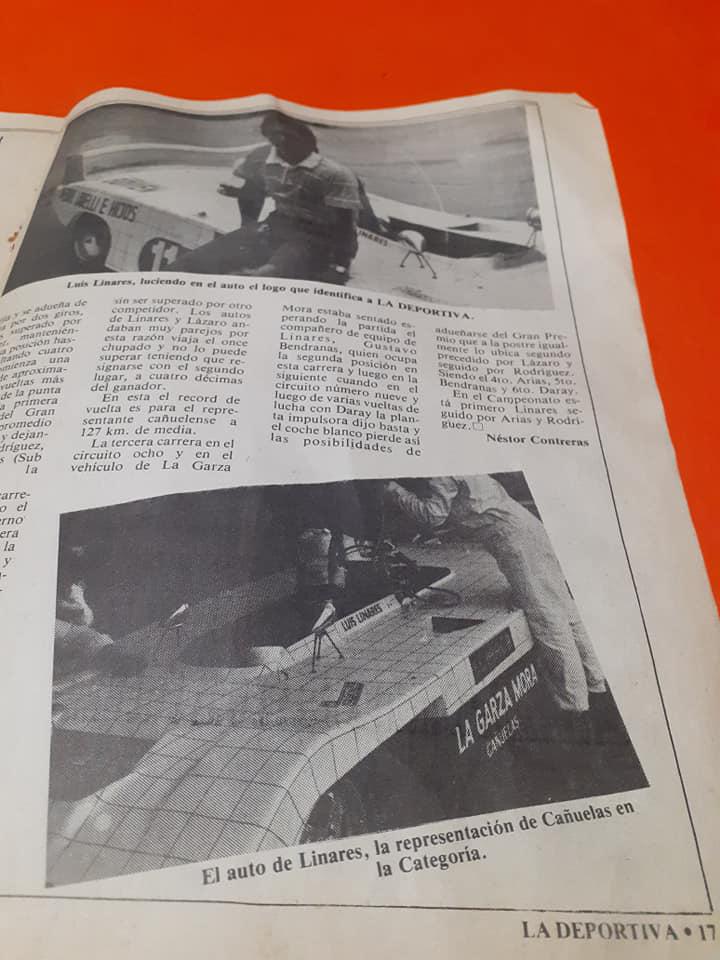 HIJOS
11
LINARES
Luis Linares, luciendo en el auto el logo que identifica a LA DEPORTIVA.
y se adueña de
por dos giros,
superado por
mantenién-
posición has-
ltando cuatro
mienza una
de aproxima-
vueltas más
de la punta
primera
del Gran
promedio
y dejan-
dríguez,
s (Sub
la
carre-
o el
erno
era
la
y
sin ser superado por otro
competidor. Los autos
de Linares y Lázaro an-
daban muy parejos por
esta razón viaja el once
chupado y no lo puede
superar teniendo que re-
signarse con el segundo
lugar, a cuatro décimas
del ganador.
En esta el record de
vuelta es para el repre-
sentante cañuelense a
127 km. de media.
La tercera carrera en el
circuito ocho y en el
vehículo de La Garza
Mora estaba sentado es-
perando la partida el
compañero de equipo de
Linares, Gustavo
Bendranas, quien ocupa
la segunda posición en
esta carrera y luego en la
siguiente cuando en el
circuito número nueve y
luego de varias vueltas de
lucha con Daray la plan-
ta impulsora dijo basta y
el coche blanco pierde así
las posibilidades de
adueñarse del Gran Pre-
mio que a la postre igual-
mente lo ubica segundo
precedido por Lázaro y
seguido por Rodríguez.
Siendo el 4to. Arias, 5to.
Bendranas y 6to. Daray.
En el Campeonato es-
tá primero Linares se-
guido por Arias y Rodrí-
guez.□
Néstor Contreras
LUIS LINARES
LA GARZA MORA
CAÑUELAS
El auto de Linares, la representación de Cañuelas en
la Categoría.
LA DEPORTIVA • 17